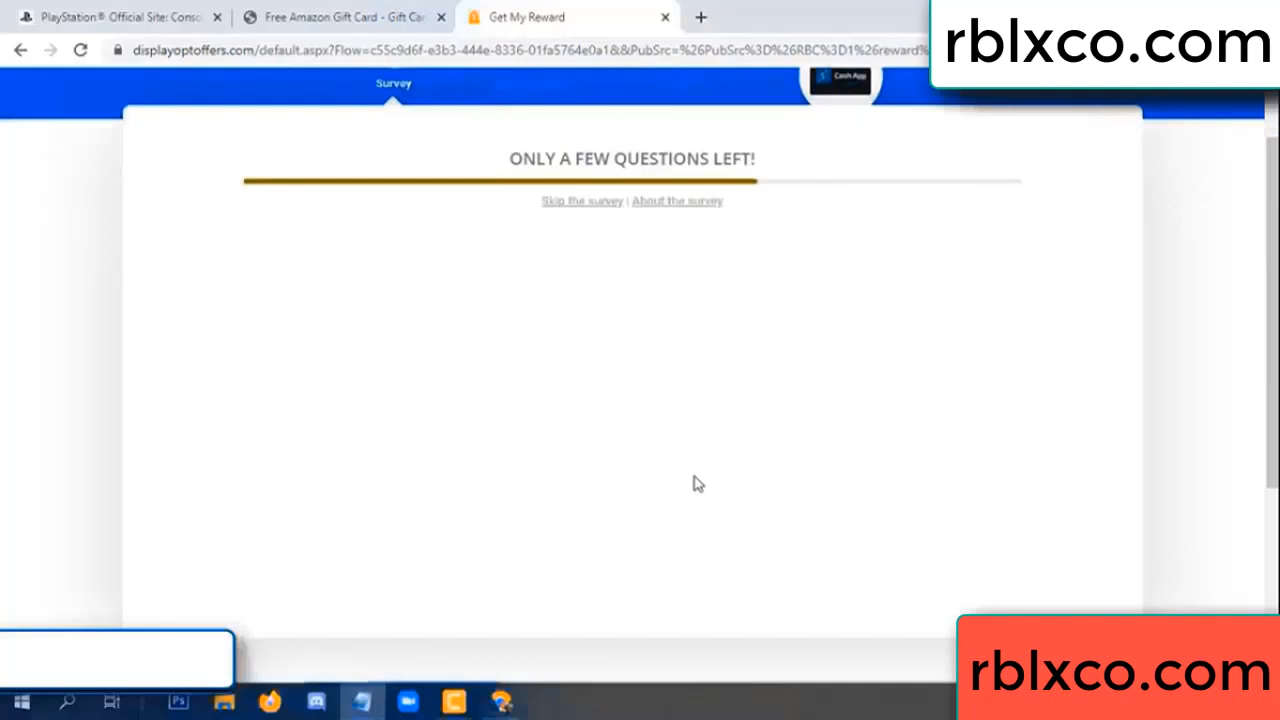 PlayStation® Official Site: Conso
Free Amazon Gift Card - Gift Car
Get My Reward
rblxco.com
displayoptoffers.com/default.aspx?Flow=c55c9d6f-e3b3-444e-8336-01fa5764e0a1&&PubSrc=%26PubSrc%3D%26RBC%3D1%26reward%
Survey
Cash App
ONLY A FEW QUESTIONS LEFT!
Skip the survey | About the survey
rblxco.com
Ps